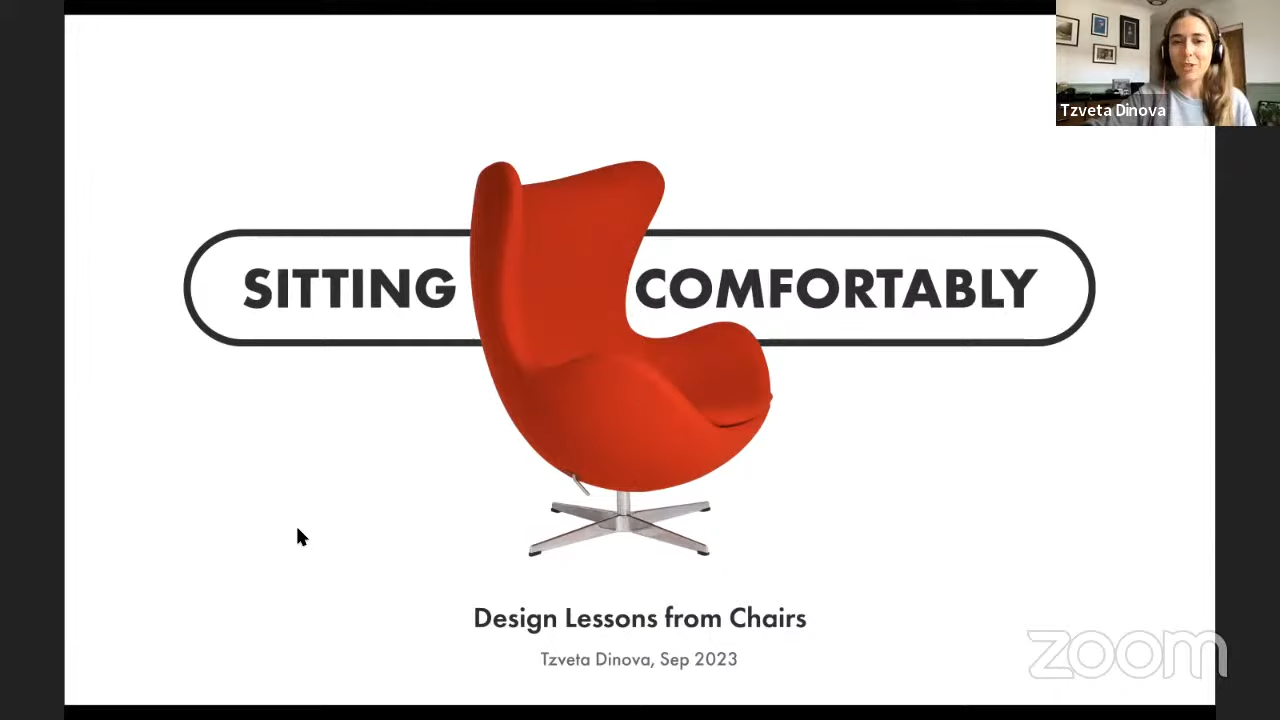 Tzveta Dinova
SITTING COMFORTABLY
Design Lessons from Chairs
Tzveta Dinova, Sep 2023
zoom